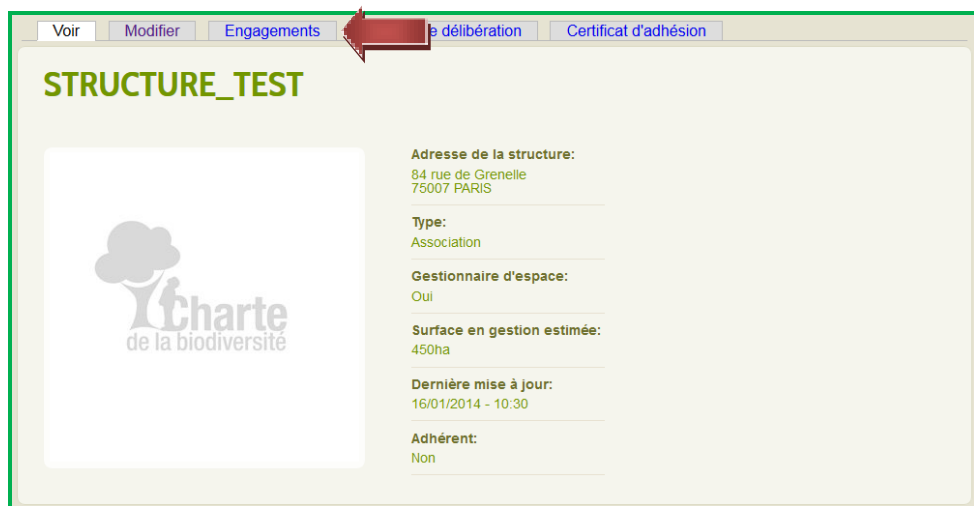 Voir Modifier Engagements e délibération Certificat d'adhésion
STRUCTURE_TEST
Charte
de la biodiversité
Adresse de la structure:
84 rue de Grenelle
75007 PARIS
Type:
Association
Gestionnaire d'espace:
Oui
Surface en gestion estimée:
450ha
Dernière mise à jour:
16/01/2014 - 10:30
Adhérent:
Non